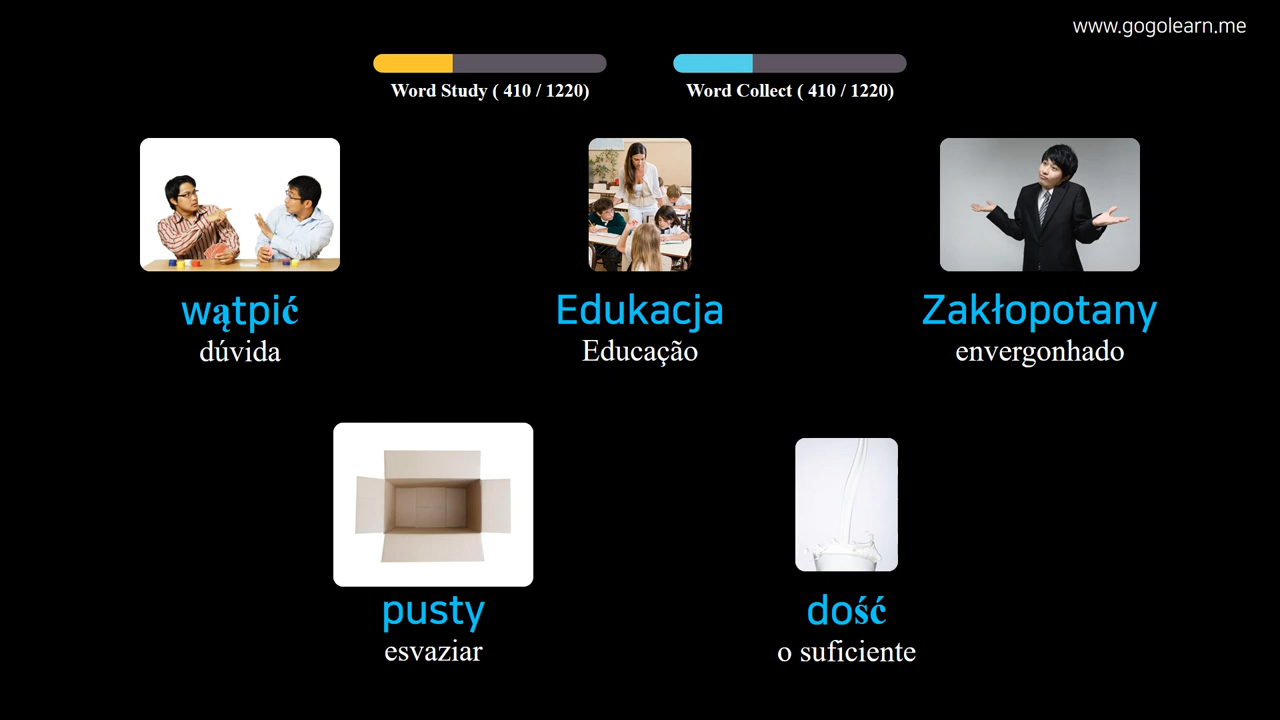 www.gogolearn.me
Word Study ( 410 / 1220)
Word Collect ( 410 / 1220)
wątpić
dúvida
Edukacja
Educação
Zakłopotany
envergonhado
pusty
esvaziar
dość
o suficiente